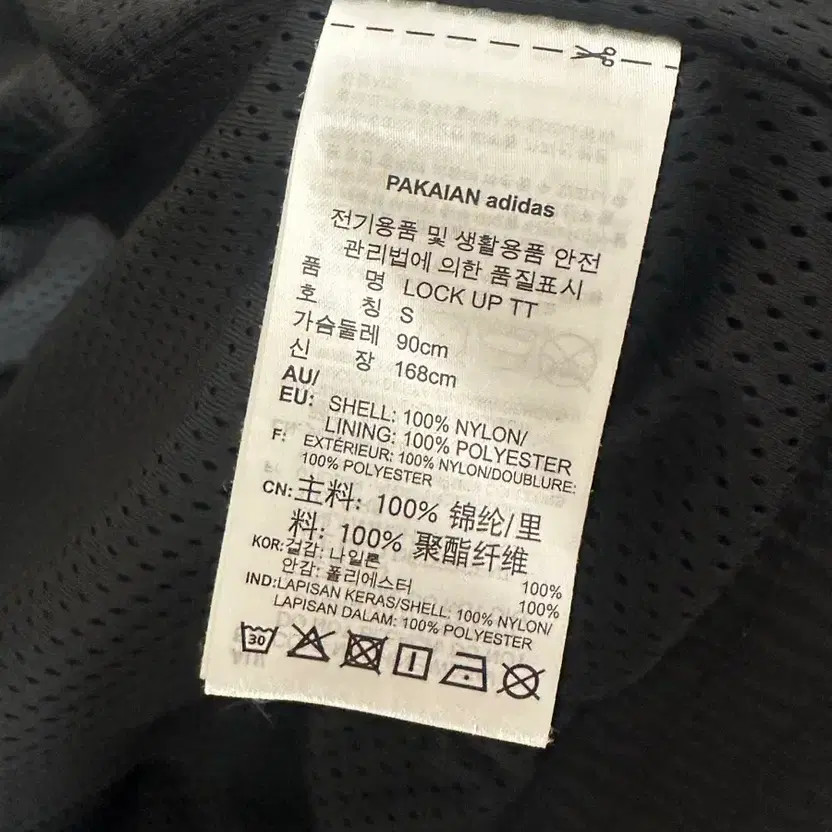 PAKAIAN adidas
전기용품 및 생활용품 안전
관리법에 의한 품질표시
품 명 LOCK UP TT
호 칭 S
가슴둘레 90cm
신 장 168cm
AU/
EU: SHELL: 100% NYLON/
LINING: 100% POLYESTER
F: EXTÉRIEUR: 100% NYLON/DOUBLURE:
100% POLYESTER
CN:主料: 100% 锦纶/里
料: 100% 聚酯纤维
KOR:겉감: 나일론 100%
안감: 폴리에스터 100%
IND:LAPISAN KERAS/SHELL: 100% NYLON/
LAPISAN DALAM: 100% POLYESTER
30